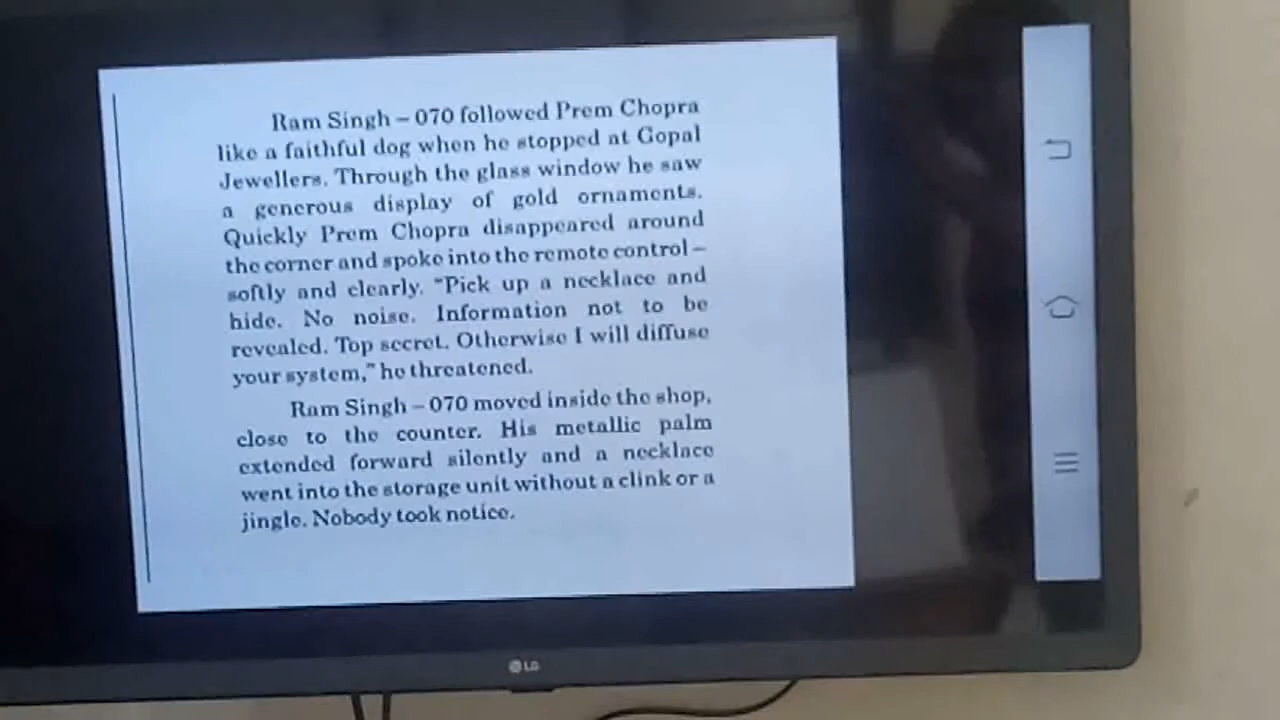 Ram Singh – 070 followed Prem Chopra
like a faithful dog when he stopped at Gopal
Jewellers. Through the glass window he saw
a generous display of gold ornaments.
Quickly Prem Chopra disappeared around
the corner and spoke into the remote control –
softly and clearly. "Pick up a necklace and
hide. No noise. Information not to be
revealed. Top secret. Otherwise I will diffuse
your system," he threatened.
Ram Singh – 070 moved inside the shop,
close to the counter. His metallic palm
extended forward silently and a necklace
went into the storage unit without a clink or a
jingle. Nobody took notice.
LG